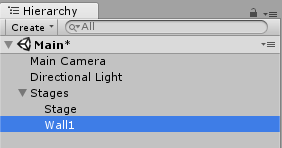 Hierarchy
Create All
Main*
Main Camera
Directional Light
Stages
Stage
Wall1